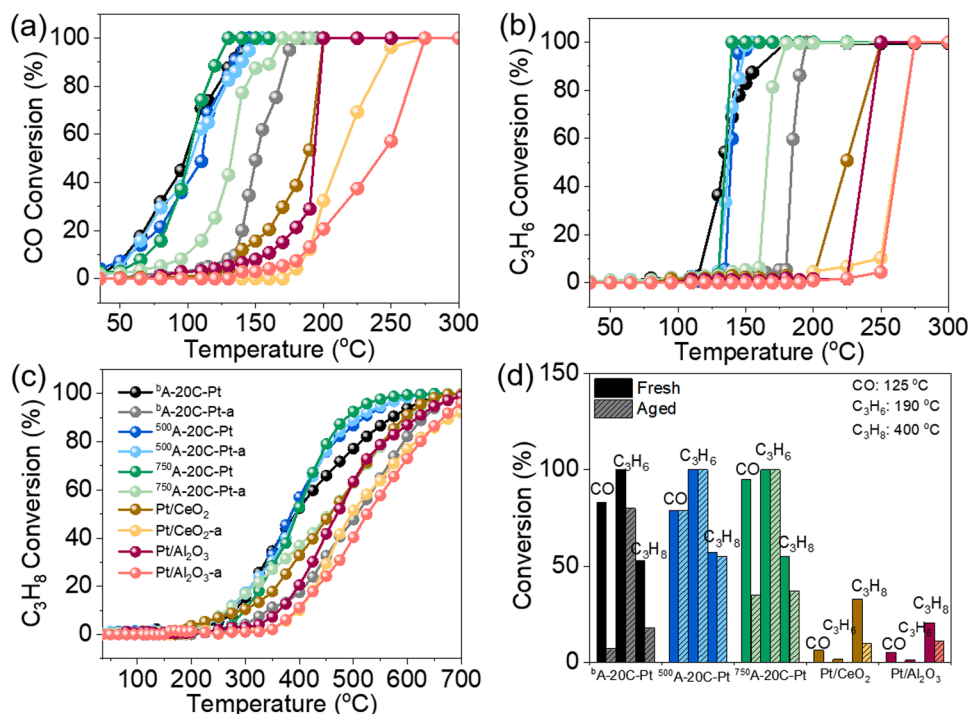 (a)
CO Conversion (%)
100
80
60
40
20
0
50 100 150 200 250 300
Temperature (°C)
(b)
C₃H₆ Conversion (%)
100
80
60
40
20
0
50 100 150 200 250 300
Temperature (°C)
(c)
C₃H₈ Conversion (%)
100
80
60
40
20
0
ᵇA-20C-Pt
ᵇA-20C-Pt-a
⁵⁰⁰A-20C-Pt
⁵⁰⁰A-20C-Pt-a
⁷⁵⁰A-20C-Pt
⁷⁵⁰A-20C-Pt-a
Pt/CeO₂
Pt/CeO₂-a
Pt/Al₂O₃
Pt/Al₂O₃-a
100 200 300 400 500 600 700
Temperature (°C)
(d)
Conversion (%)
150
100
50
0
Fresh
Aged
CO: 125 °C
C₃H₆: 190 °C
C₃H₈: 400 °C
CO C₃H₆ C₃H₈
CO C₃H₆ C₃H₈
CO C₃H₆ C₃H₈
CO C₃H₆ C₃H₈
CO C₃H₆ C₃H₈
ᵇA-20C-Pt ⁵⁰⁰A-20C-Pt ⁷⁵⁰A-20C-Pt Pt/CeO₂ Pt/Al₂O₃